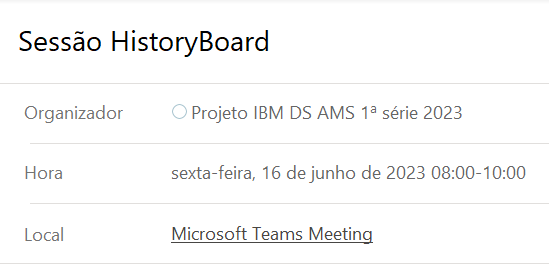 Sessão HistoryBoard
Organizador Projeto IBM DS AMS 1ª série 2023
Hora sexta-feira, 16 de junho de 2023 08:00-10:00
Local Microsoft Teams Meeting